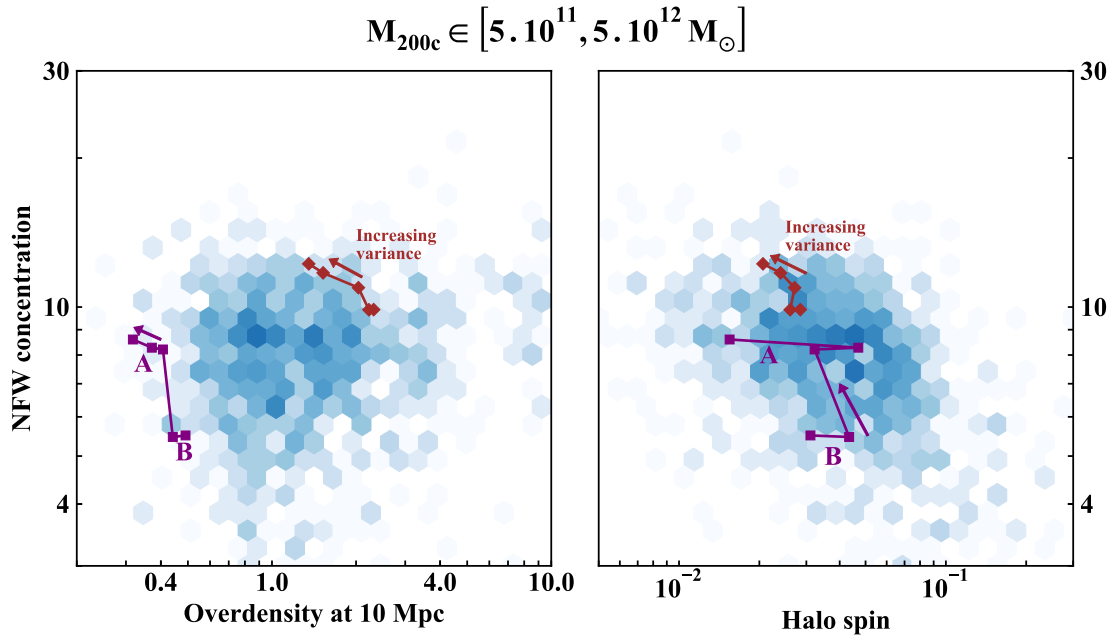 M₂₀₀c ∈ [5.10¹¹, 5.10¹² M⊙]
30
10
4
NFW concentration
Increasing
variance
A
B
0.4 1.0 4.0 10.0
Overdensity at 10 Mpc
Increasing
variance
A
B
30
10
4
10⁻² 10⁻¹
Halo spin